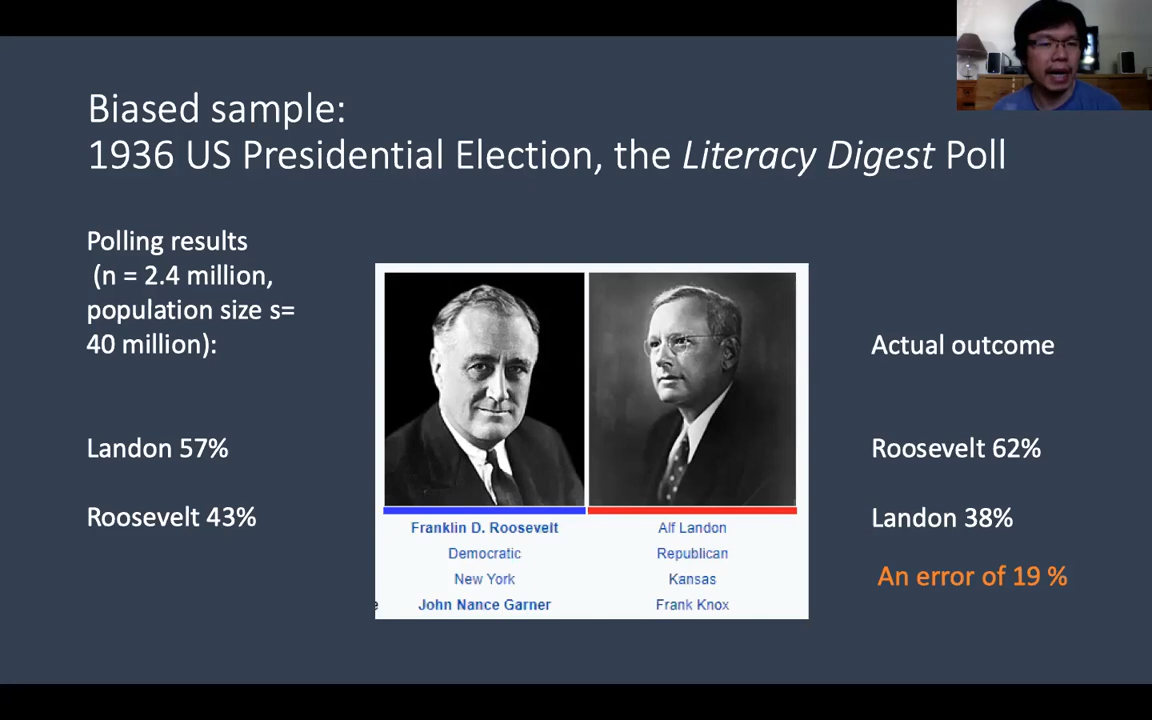 Biased sample:
1936 US Presidential Election, the Literacy Digest Poll
Polling results
(n = 2.4 million,
population size s=
40 million):
Landon 57%
Roosevelt 43%
Franklin D. Roosevelt
Democratic
New York
John Nance Garner
Alf Landon
Republican
Kansas
Frank Knox
Actual outcome
Roosevelt 62%
Landon 38%
An error of 19 %